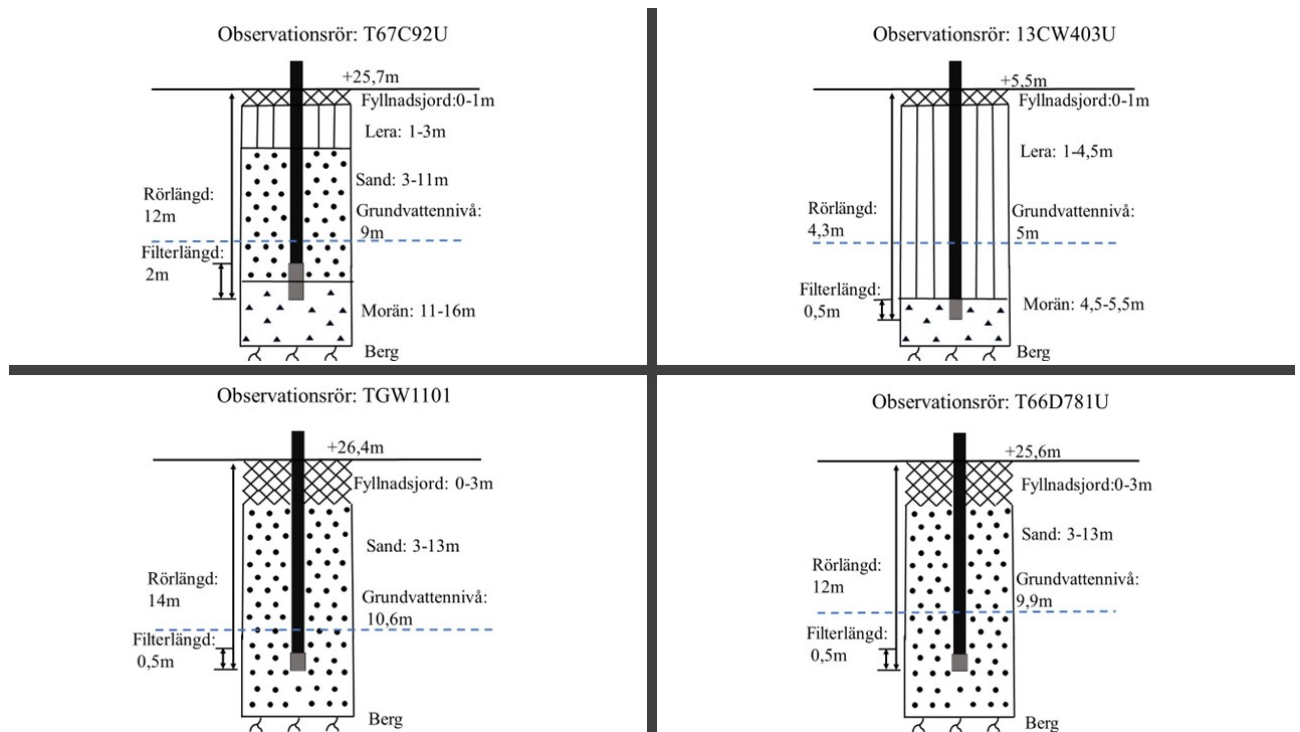 Observationsrör: T67C92U
+25,7m
Fyllnadsjord:0-1m
Lera: 1-3m
Sand: 3-11m
Rörlängd:
12m
Grundvattennivå:
9m
Filterlängd:
2m
Morän: 11-16m
Berg
Observationsrör: 13CW403U
+5,5m
Fyllnadsjord:0-1m
Lera: 1-4,5m
Rörlängd:
4,3m
Grundvattennivå:
5m
Filterlängd:
0,5m
Morän: 4,5-5,5m
Berg
Observationsrör: TGW1101
+26,4m
Fyllnadsjord: 0-3m
Sand: 3-13m
Rörlängd:
14m
Grundvattennivå:
10,6m
Filterlängd:
0,5m
Berg
Observationsrör: T66D781U
+25,6m
Fyllnadsjord:0-3m
Sand: 3-13m
Rörlängd:
12m
Grundvattennivå:
9,9m
Filterlängd:
0,5m
Berg